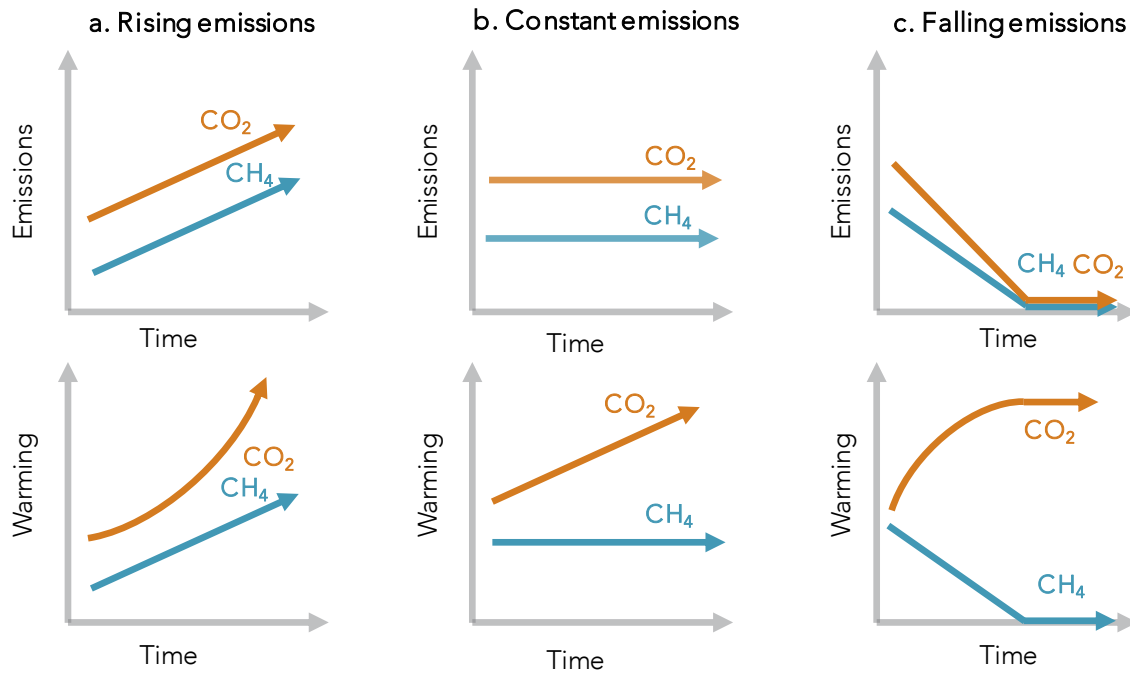 a. Rising emissions
b. Constant emissions
c. Falling emissions
Emissions
CO₂
CH₄
Time
Emissions
CO₂
CH₄
Time
Emissions
CH₄ CO₂
Time
Warming
CO₂
CH₄
Time
Warming
CO₂
CH₄
Time
Warming
CO₂
CH₄
Time